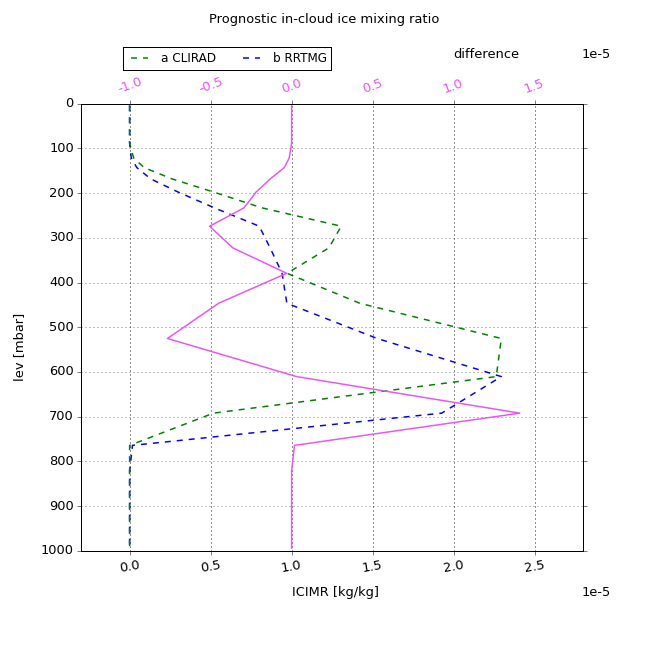 Prognostic in-cloud ice mixing ratio
a CLIRAD b RRTMG difference 1e-5
-1.0 -0.5 0.0 0.5 1.0 1.5
0
100
200
300
400
500
600
700
800
900
1000
lev [mbar]
0.0 0.5 1.0 1.5 2.0 2.5
ICIMR [kg/kg] 1e-5